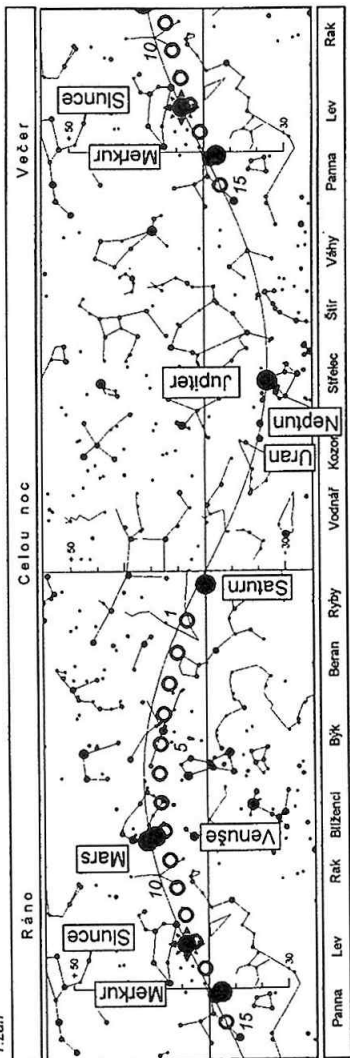 Ráno Celou noc Večer
+50 +50 +50
Slunce Slunce
Merkur Merkur
Mars
Venuše
Saturn
Uran
Neptun
Jupiter
15 10 5 1 15 10
30 30 30
Panna Lev Rak Blíženci Býk Beran Ryby Vodnář Kozor Střelec Štír Váhy Panna Lev Rak